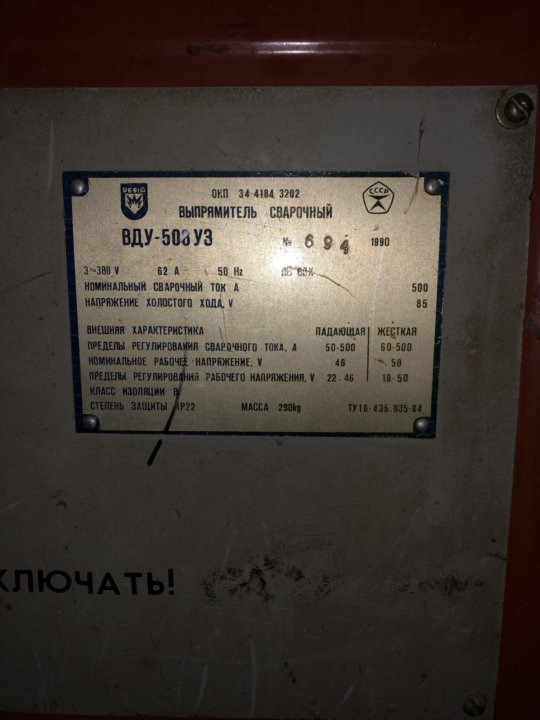 VESIG
СССР
ОКП 34 4184 3202
ВЫПРЯМИТЕЛЬ СВАРОЧНЫЙ
ВДУ-506У3 № 694 1990
3~380 V 62 A 50 Hz ПВ 60%
НОМИНАЛЬНЫЙ СВАРОЧНЫЙ ТОК А 500
НАПРЯЖЕНИЕ ХОЛОСТОГО ХОДА, V 85
ВНЕШНЯЯ ХАРАКТЕРИСТИКА ПАДАЮЩАЯ ЖЕСТКАЯ
ПРЕДЕЛЫ РЕГУЛИРОВАНИЯ СВАРОЧНОГО ТОКА, А 50-500 60-500
НОМИНАЛЬНОЕ РАБОЧЕЕ НАПРЯЖЕНИЕ, V 46 50
ПРЕДЕЛЫ РЕГУЛИРОВАНИЯ РАБОЧЕГО НАПРЯЖЕНИЯ, V 22-46 18-50
КЛАСС ИЗОЛЯЦИИ В
СТЕПЕНЬ ЗАЩИТЫ IP22 МАССА 290kg ТУ16-435.035-84
КЛЮЧАТЬ!